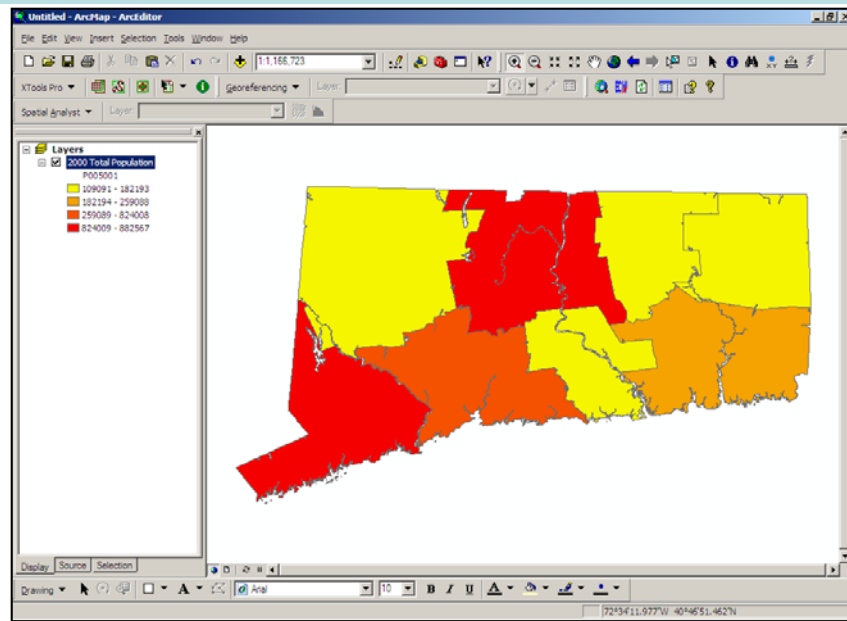 Untitled - ArcMap - ArcEditor
File Edit View Insert Selection Tools Window Help
1:1,166,723
XTools Pro
Georeferencing
Layer:
Spatial Analyst
Layer:
Layers
2000 Total Population
P005001
109091 - 182193
182194 - 259088
259089 - 824008
824009 - 882567
Display Source Selection
Drawing
A
Arial
10
B I U A
72°34'11.977"W 40°46'51.462"N